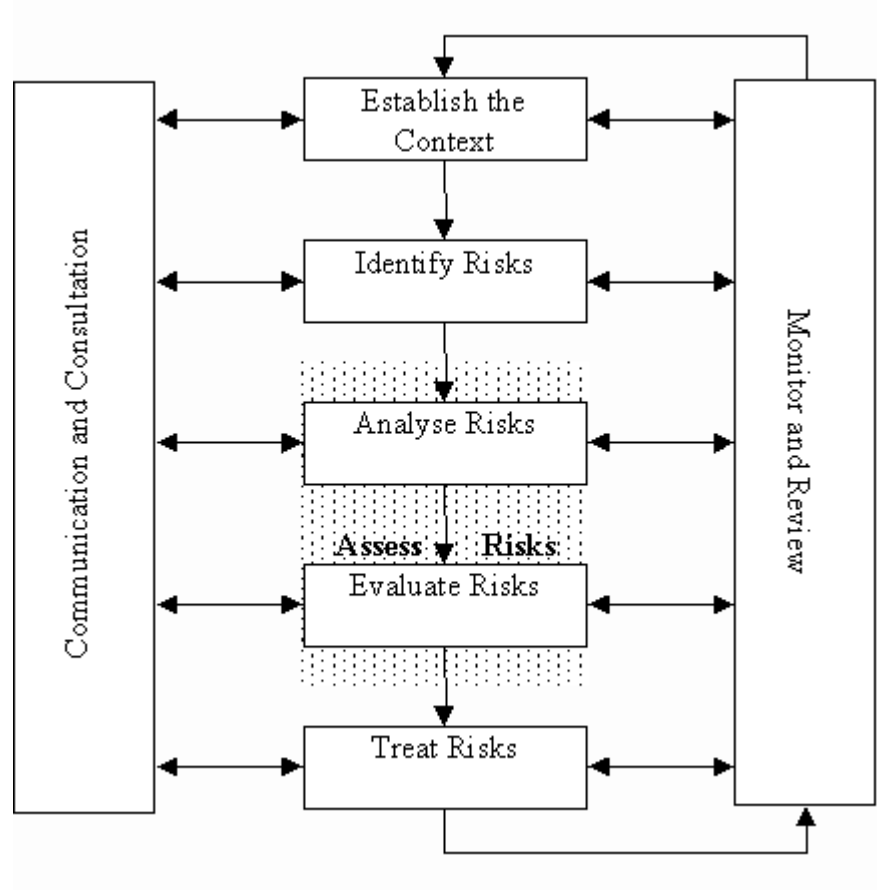 Establish the
Context
Identify Risks
Analyse Risks
Assess Risks
Evaluate Risks
Treat Risks
Communication and Consultation
Monitor and Review